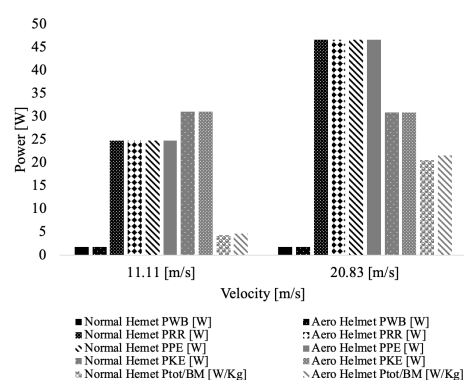 50
45
40
35
30
25
20
15
10
5
0
Power [W]
11.11 [m/s] 20.83 [m/s]
Velocity [m/s]
Normal Hemet PWB [W] Aero Helmet PWB [W]
Normal Hemet PRR [W] Aero Helmet PRR [W]
Normal Hemet PPE [W] Aero Helmet PPE [W]
Normal Hemet PKE [W] Aero Helmet PKE [W]
Normal Hemet Ptot/BM [W] Aero Helmet Ptot/BM [W/Kg]